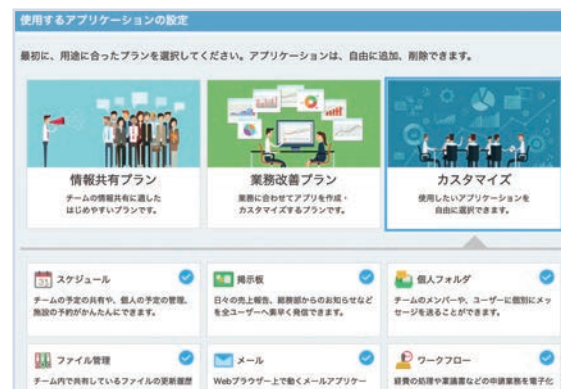 使用するアプリケーションの設定
最初に、用途に合ったプランを選択してください。アプリケーションは、自由に追加、削除できます。
情報共有プラン
チームの情報共有に適した
はじめやすいプランです。
業務改善プラン
業務に合わせてアプリを作成・
カスタマイズするプランです。
カスタマイズ
使用したいアプリケーションを
自由に選択できます。
31 スケジュール
チームの予定の共有や、個人の予定の管理、
施設の予約がかんたんにできます。
掲示板
日々の売上報告、総務部からのお知らせなど
を全ユーザーへ素早く発信できます。
個人フォルダ
チームのメンバーや、ユーザーに個別にメッ
セージを送ることができます。
ファイル管理
チーム内で共有しているファイルの更新履歴
メール
Webブラウザー上で動くメールアプリケー
ワークフロー
経費の処理や稟議書などの申請業務を電子化